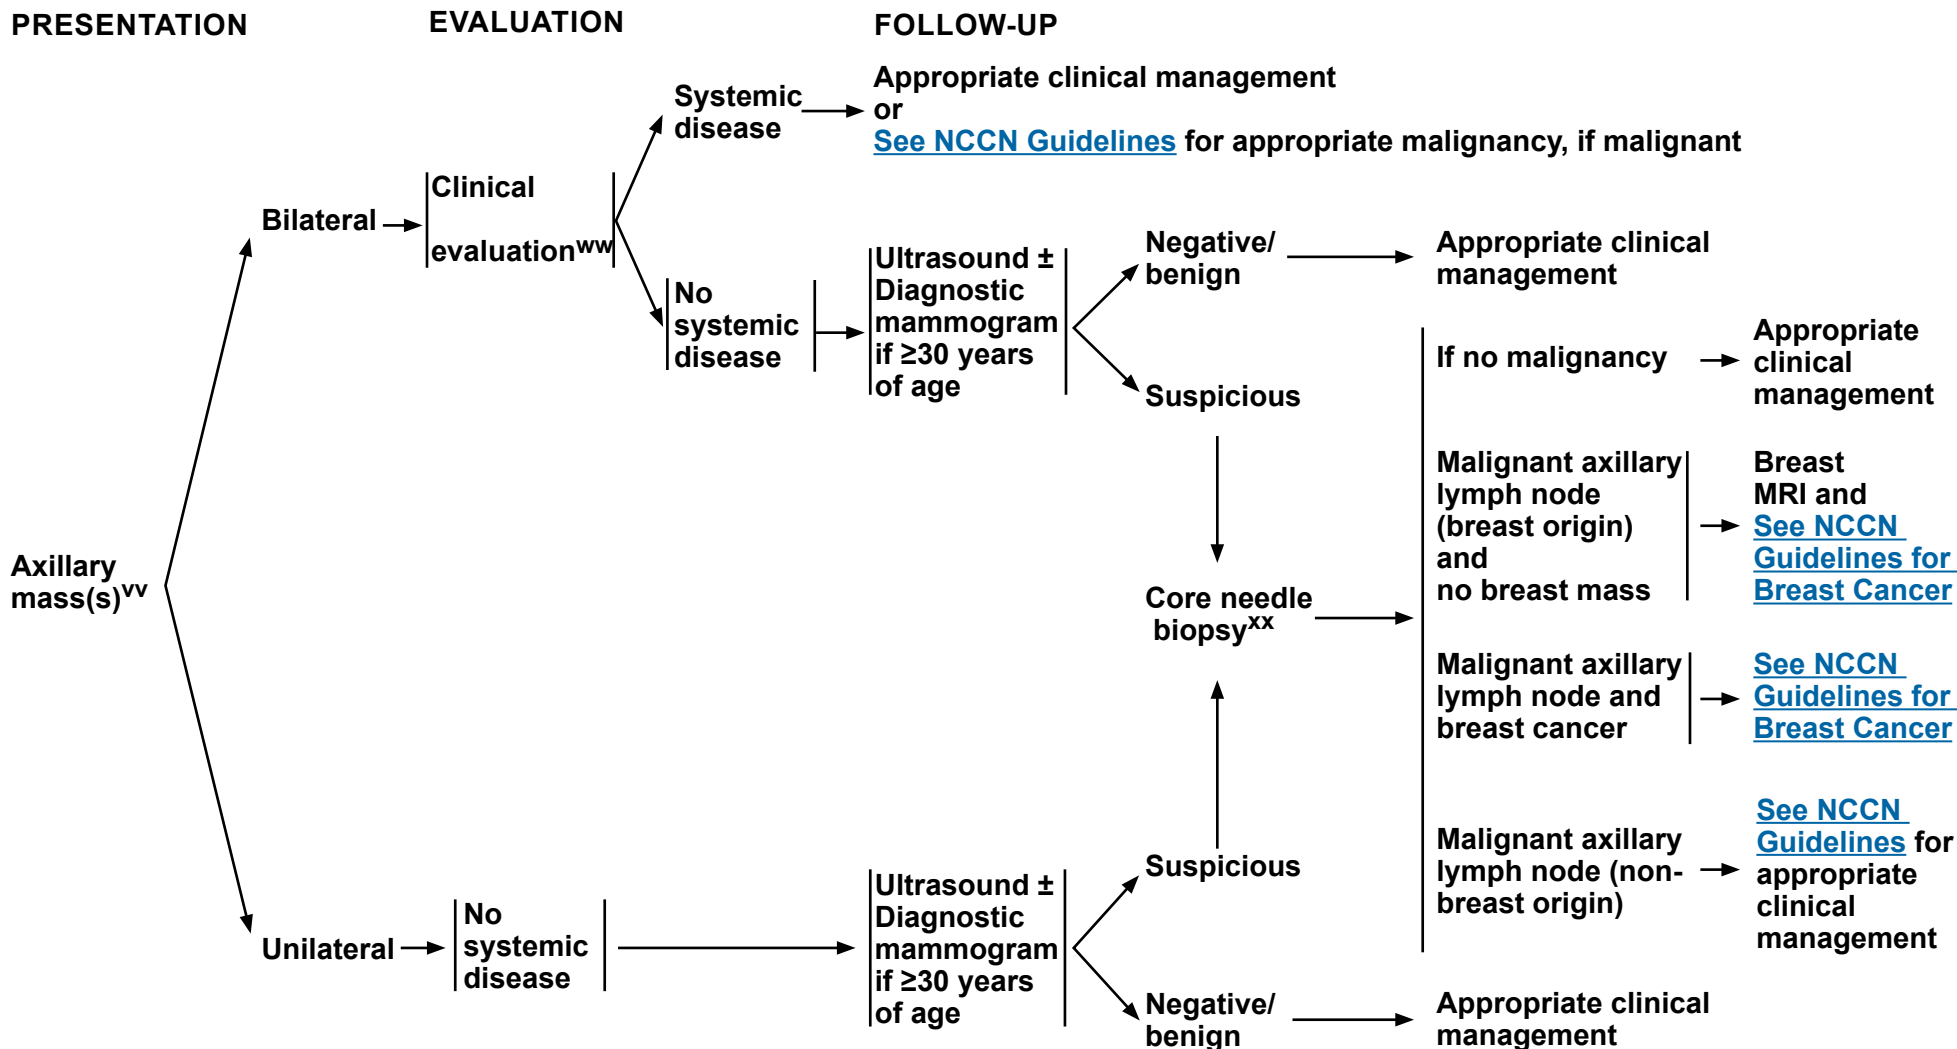 PRESENTATION
EVALUATION
FOLLOW-UP
Systemic
disease
Appropriate clinical management
or
See NCCN Guidelines for appropriate malignancy, if malignant
Bilateral
Clinical
evaluationww
No
systemic
disease
Ultrasound ±
Diagnostic
mammogram
if ≥30 years
of age
Negative/
benign
Appropriate clinical
management
Suspicious
Axillary
mass(s)vv
Core needle
biopsyxx
If no malignancy
Appropriate
clinical
management
Malignant axillary
lymph node
(breast origin)
and
no breast mass
Breast
MRI and
See NCCN
Guidelines for
Breast Cancer
Malignant axillary
lymph node and
breast cancer
See NCCN
Guidelines for
Breast Cancer
Malignant axillary
lymph node (non-
breast origin)
See NCCN
Guidelines for
appropriate
clinical
management
Unilateral
No
systemic
disease
Ultrasound ±
Diagnostic
mammogram
if ≥30 years
of age
Suspicious
Negative/
benign
Appropriate clinical
management